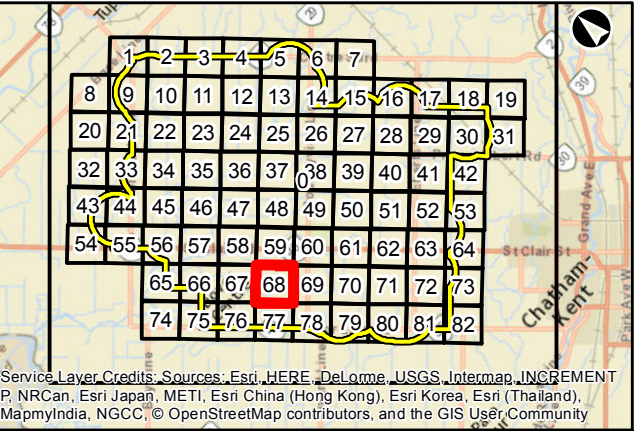 1 2 3 4 5 6 7
8 9 10 11 12 13 14 15 16 17 18 19
20 21 22 23 24 25 26 27 28 29 30 31
32 33 34 35 36 37 38 39 40 41 42
0
43 44 45 46 47 48 49 50 51 52 53
54 55 56 57 58 59 60 61 62 63 64
St Clair St
65 66 67 68 69 70 71 72 73
74 75 76 77 78 79 80 81 82
39
Grand Ave E
Chatham-
Kent
Park Ave W
Service Layer Credits: Sources: Esri, HERE, DeLorme, USGS, Intermap, INCREMENT
P, NRCan, Esri Japan, METI, Esri China (Hong Kong), Esri Korea, Esri (Thailand),
MapmyIndia, NGCC, © OpenStreetMap contributors, and the GIS User Community